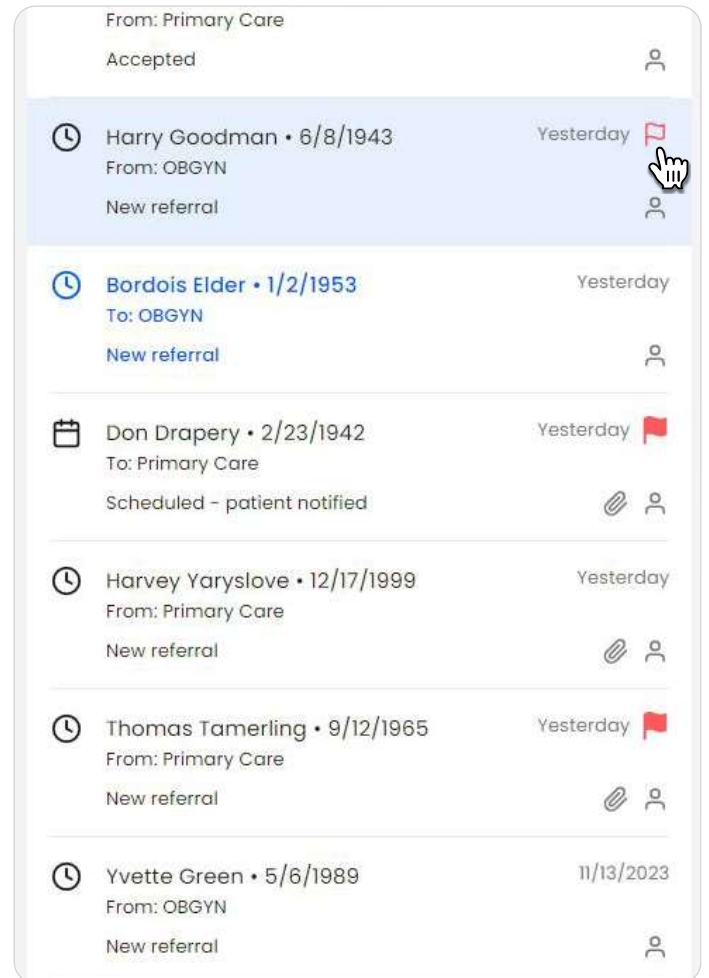 From: Primary Care
Accepted
Harry Goodman • 6/8/1943 Yesterday
From: OBGYN
New referral
Bordois Elder • 1/2/1953 Yesterday
To: OBGYN
New referral
Don Drapery • 2/23/1942 Yesterday
To: Primary Care
Scheduled - patient notified
Harvey Yaryslove • 12/17/1999 Yesterday
From: Primary Care
New referral
Thomas Tamerling • 9/12/1965 Yesterday
From: Primary Care
New referral
Yvette Green • 5/6/1989 11/13/2023
From: OBGYN
New referral